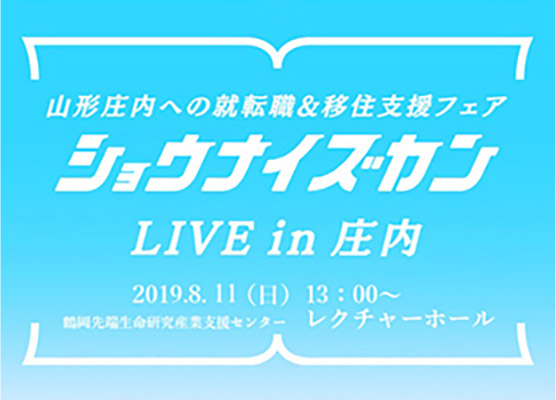 山形庄内への就転職&移住支援フェア
ショウナイズカン
LIVE in 庄内
2019.8.11(日) 13:00〜
鶴岡先端生命研究産業支援センター レクチャーホール